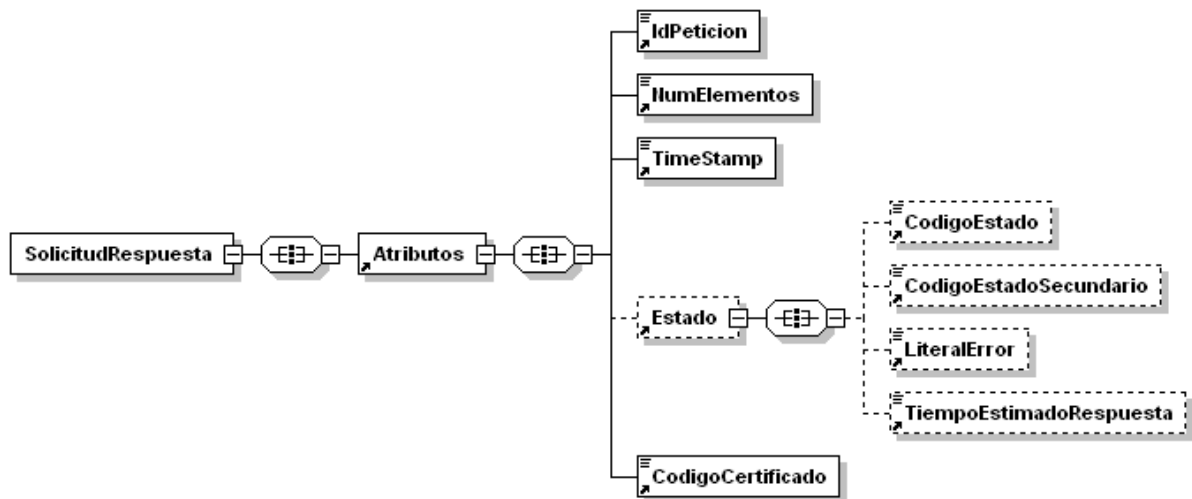 IdPeticion
NumElementos
TimeStamp
SolicitudRespuesta
Atributos
Estado
CodigoEstado
CodigoEstadoSecundario
LiteralError
TiempoEstimadoRespuesta
CodigoCertificado